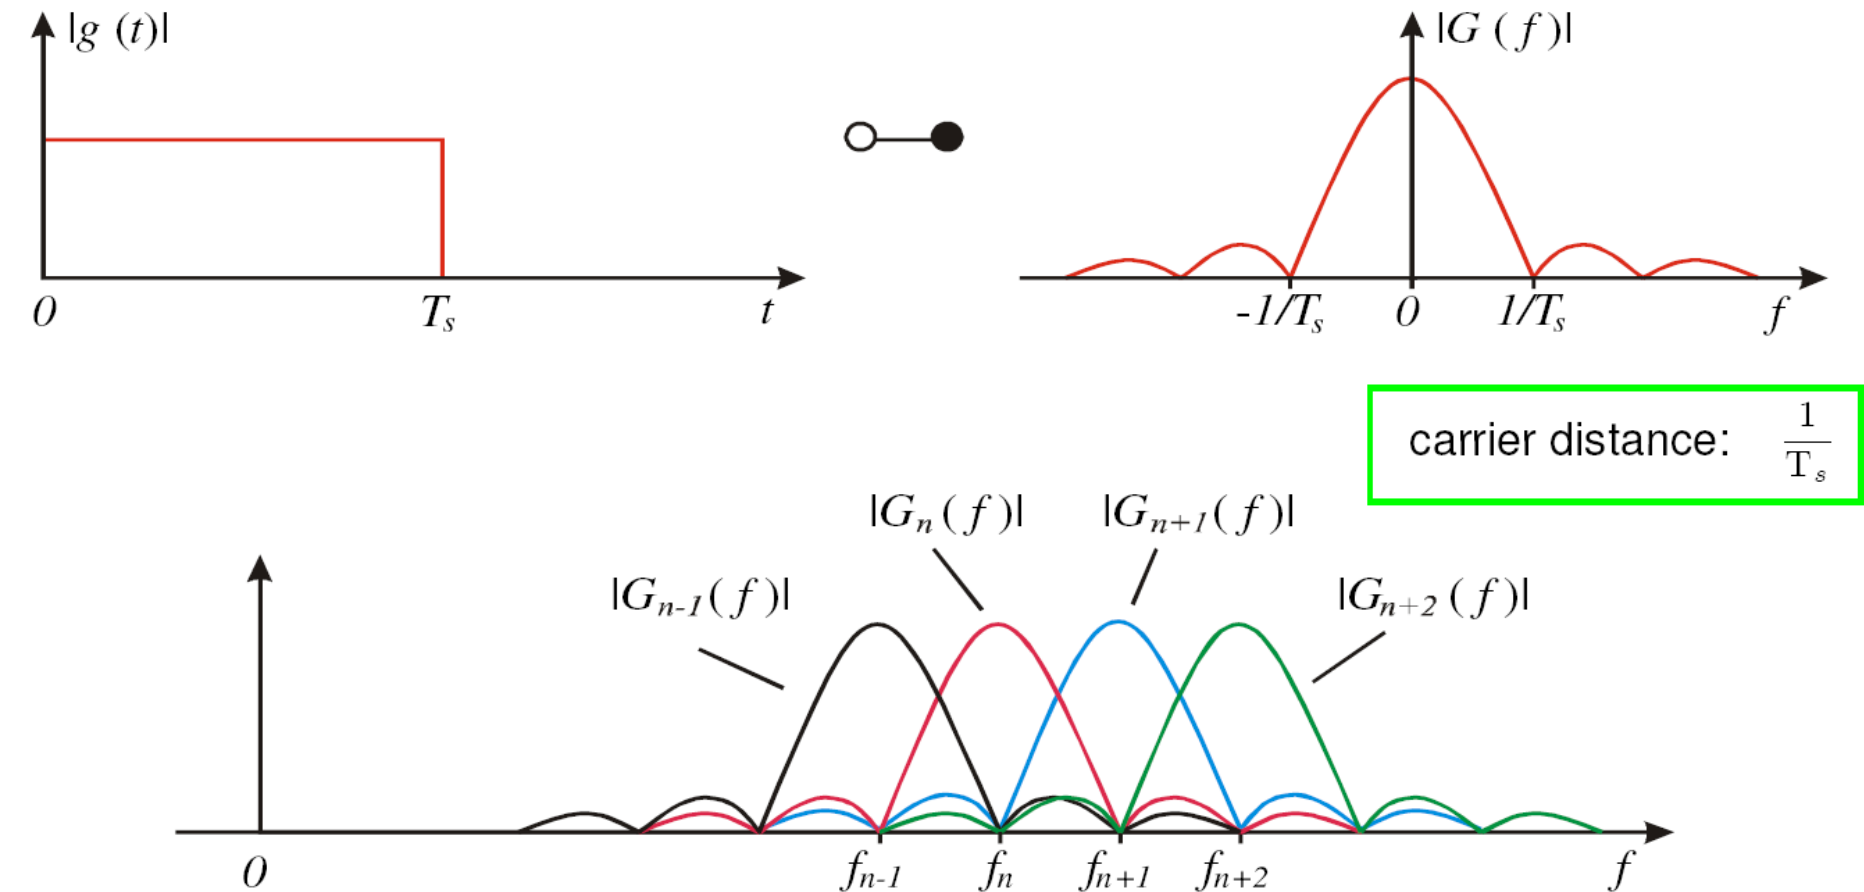 |g (t)|
|G (f)|
0
Tₛ
t
-1/Tₛ
0
1/Tₛ
f
carrier distance: 1/Tₛ
|Gₙ (f)|
|Gₙ₊₁(f)|
|Gₙ₋₁(f)|
|Gₙ₊₂ (f)|
0
fₙ₋₁
fₙ
fₙ₊₁
fₙ₊₂
f